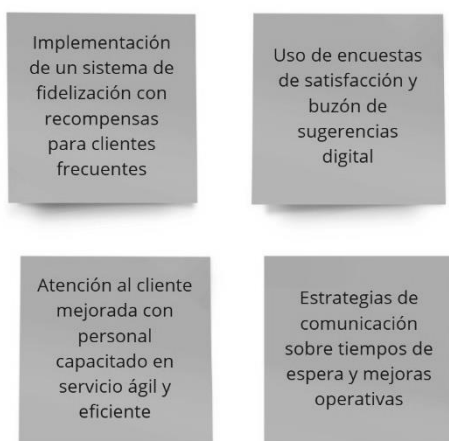 Implementación
de un sistema de
fidelización con
recompensas
para clientes
frecuentes
Uso de encuestas
de satisfacción y
buzón de
sugerencias
digital
Atención al cliente
mejorada con
personal
capacitado en
servicio ágil y
eficiente
Estrategias de
comunicación
sobre tiempos de
espera y mejoras
operativas